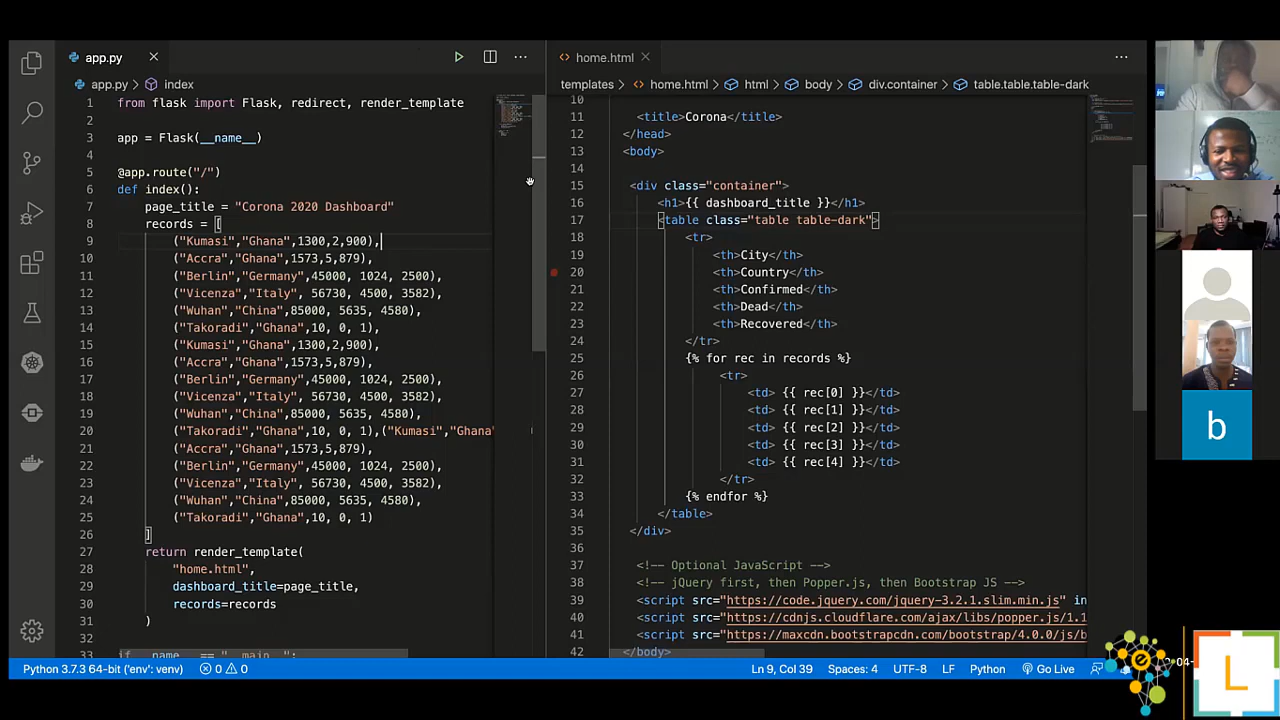 app.py
home.html
app.py index
templates home.html html body div.container table.table.table-dark
1 from flask import Flask, redirect, render_template
2
3 app = Flask(__name__)
4
5 @app.route("/")
6 def index():
7 page_title = "Corona 2020 Dashboard"
8 records = [
9 ("Kumasi","Ghana",1300,2,900),
10 ("Accra","Ghana",1573,5,879),
11 ("Berlin","Germany",45000, 1024, 2500),
12 ("Vicenza","Italy", 56730, 4500, 3582),
13 ("Wuhan","China",85000, 5635, 4580),
14 ("Takoradi","Ghana",10, 0, 1),
15 ("Kumasi","Ghana",1300,2,900),
16 ("Accra","Ghana",1573,5,879),
17 ("Berlin","Germany",45000, 1024, 2500),
18 ("Vicenza","Italy", 56730, 4500, 3582),
19 ("Wuhan","China",85000, 5635, 4580),
20 ("Takoradi","Ghana",10, 0, 1),("Kumasi","Ghana"
21 ("Accra","Ghana",1573,5,879),
22 ("Berlin","Germany",45000, 1024, 2500),
23 ("Vicenza","Italy", 56730, 4500, 3582),
24 ("Wuhan","China",85000, 5635, 4580),
25 ("Takoradi","Ghana",10, 0, 1)
26 ]
27 return render_template(
28 "home.html",
29 dashboard_title=page_title,
30 records=records
31 )
32
33 if __name__ == "__main__":
10
11 <title>Corona</title>
12 </head>
13 <body>
14
15 <div class="container">
16 <h1>{{ dashboard_title }}</h1>
17 <table class="table table-dark">
18 <tr>
19 <th>City</th>
20 <th>Country</th>
21 <th>Confirmed</th>
22 <th>Dead</th>
23 <th>Recovered</th>
24 </tr>
25 {% for rec in records %}
26 <tr>
27 <td> {{ rec[0] }}</td>
28 <td> {{ rec[1] }}</td>
29 <td> {{ rec[2] }}</td>
30 <td> {{ rec[3] }}</td>
31 <td> {{ rec[4] }}</td>
32 </tr>
33 {% endfor %}
34 </table>
35 </div>
36
37 <!-- Optional JavaScript -->
38 <!-- jQuery first, then Popper.js, then Bootstrap JS -->
39 <script src="https://code.jquery.com/jquery-3.2.1.slim.min.js" in
40 <script src="https://cdnjs.cloudflare.com/ajax/libs/popper.js/1.1
41 <script src="https://maxcdn.bootstrapcdn.com/bootstrap/4.0.0/js/b
42 </body>
b
Python 3.7.3 64-bit ('env': venv) 0 0 Ln 9, Col 39 Spaces: 4 UTF-8 LF Python Go Live
L